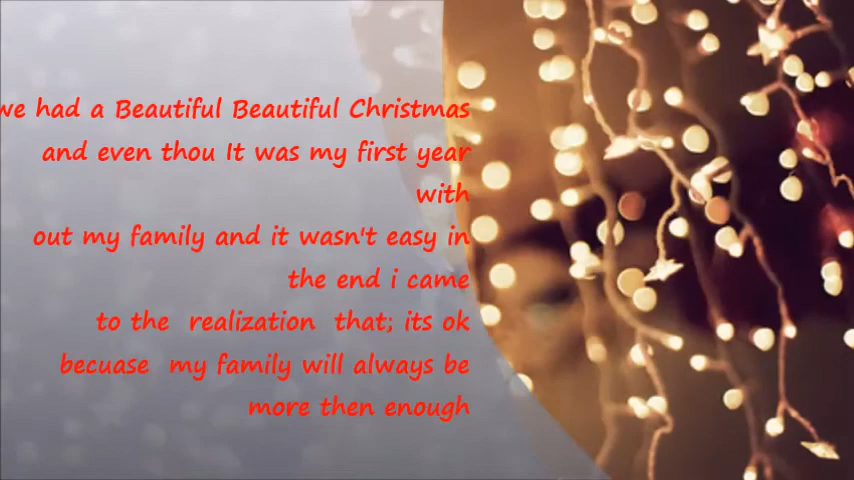 we had a Beautiful Beautiful Christmas
and even thou It was my first year
with
out my family and it wasn't easy in
the end i came
to the realization that; its ok
becuase my family will always be
more then enough